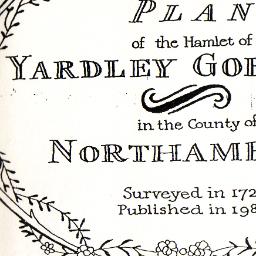 PLAN
of the Hamlet of
YARDLEY GO
in the County of
NORTHAM
Surveyed in 172
Published in 198